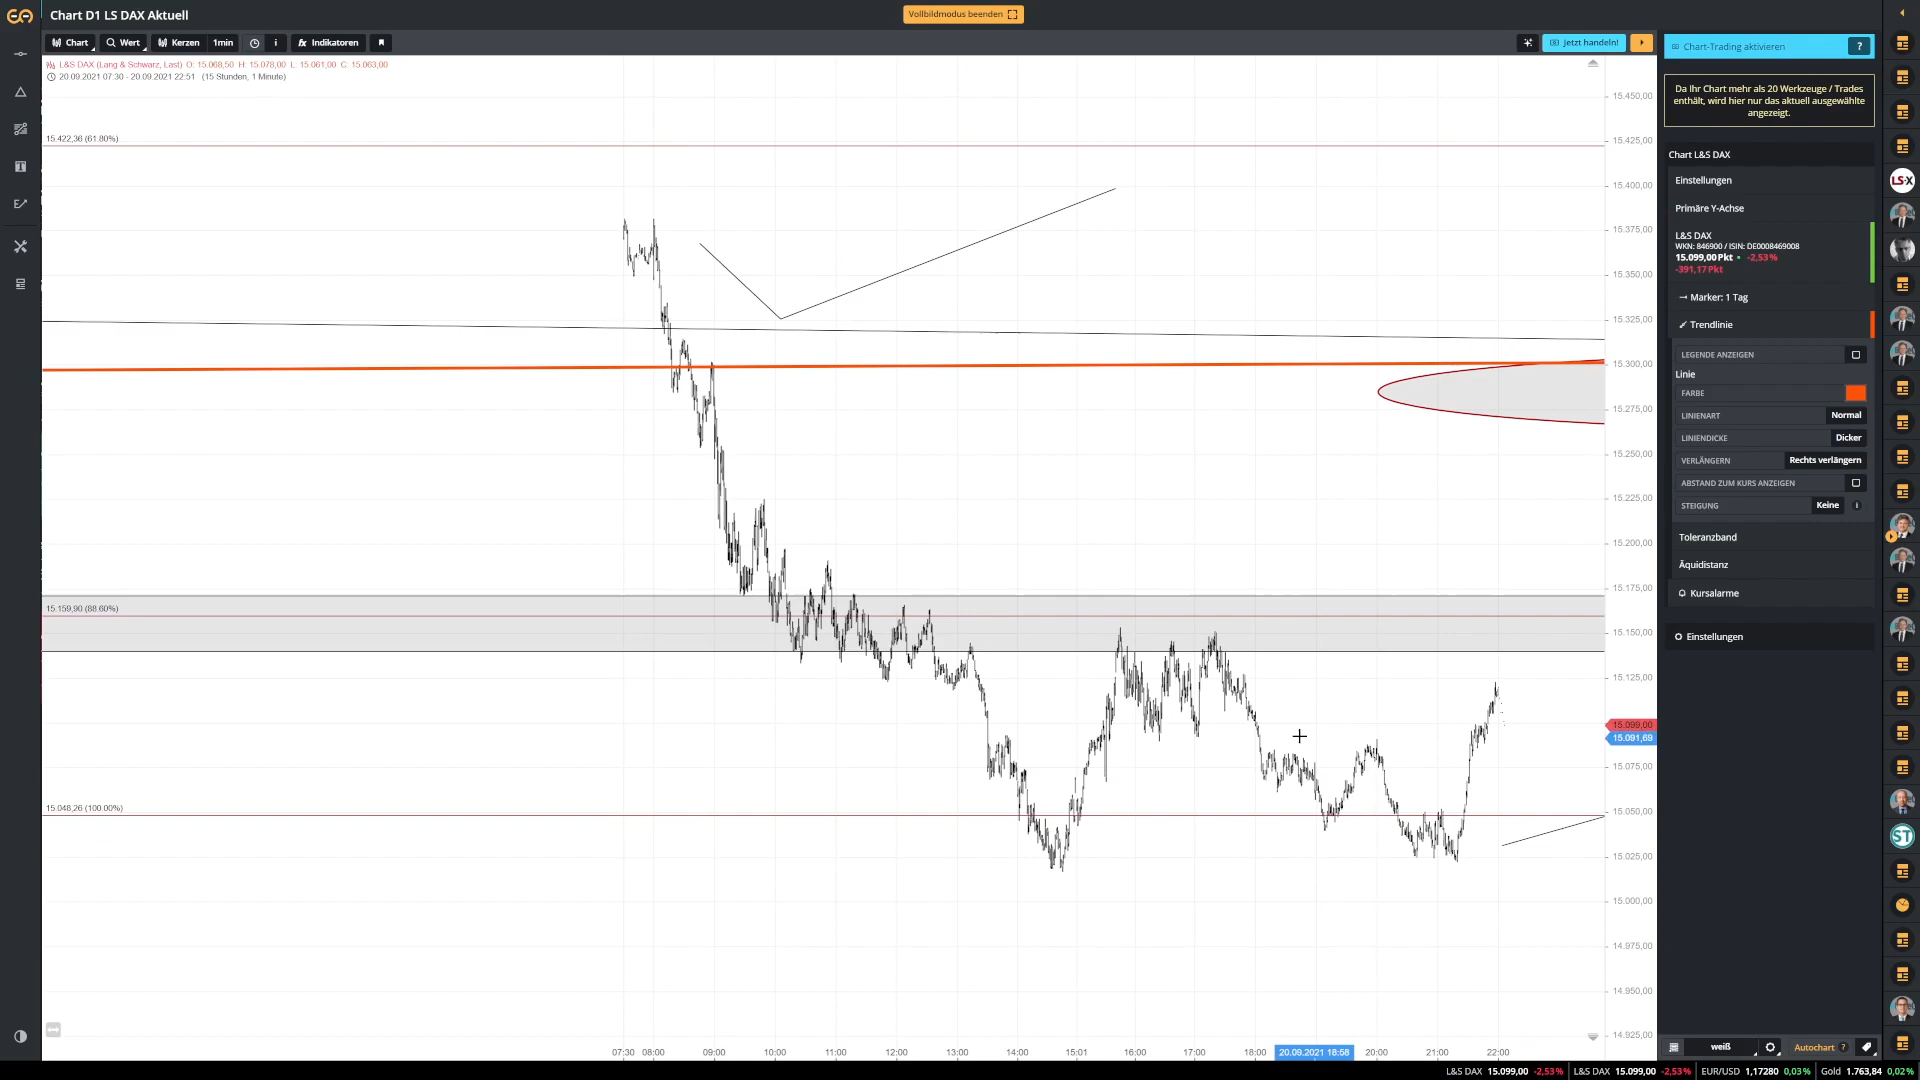 Chart D1 LS DAX Aktuell
Vollbildmodus beenden
Chart
Wert
Kerzen
1min
i
fx Indikatoren
Jetzt handeln!
Chart-Trading aktivieren
?
L&S DAX (Lang & Schwarz, Last) O: 15.068,50 H: 15.078,00 L: 15.061,00 C: 15.063,00
20.09.2021 07:30 - 20.09.2021 22:51 (15 Stunden, 1 Minute)
15.422,36 (61.80%)
15.159,90 (88.60%)
15.048,26 (100.00%)
15.450,00
15.425,00
15.400,00
15.375,00
15.350,00
15.325,00
15.300,00
15.275,00
15.250,00
15.225,00
15.200,00
15.175,00
15.150,00
15.125,00
15.099,00
15.091,69
15.075,00
15.050,00
15.025,00
15.000,00
14.975,00
14.950,00
14.925,00
07:30
08:00
09:00
10:00
11:00
12:00
13:00
14:00
15:01
16:00
17:00
18:00
20.09.2021 18:58
20:00
21:00
22:00
Da Ihr Chart mehr als 20 Werkzeuge / Trades
enthält, wird hier nur das aktuell ausgewählte
angezeigt.
Chart L&S DAX
Einstellungen
Primäre Y-Achse
L&S DAX
WKN: 846900 / ISIN: DE0008469008
15.099,00 Pkt -2,53%
-391,17 Pkt
Marker: 1 Tag
Trendlinie
LEGENDE ANZEIGEN
Linie
FARBE
LINIENART Normal
LINIENDICKE Dicker
VERLÄNGERN Rechts verlängern
ABSTAND ZUM KURS ANZEIGEN
STEIGUNG Keine i
Toleranzband
Äquidistanz
Kursalarme
Einstellungen
LS-X
ST
weiß
Autochart ?
L&S DAX 15.099,00 -2,53%
L&S DAX 15.099,00 -2,53%
EUR/USD 1,17280 0,03%
Gold 1.763,84 0,02%